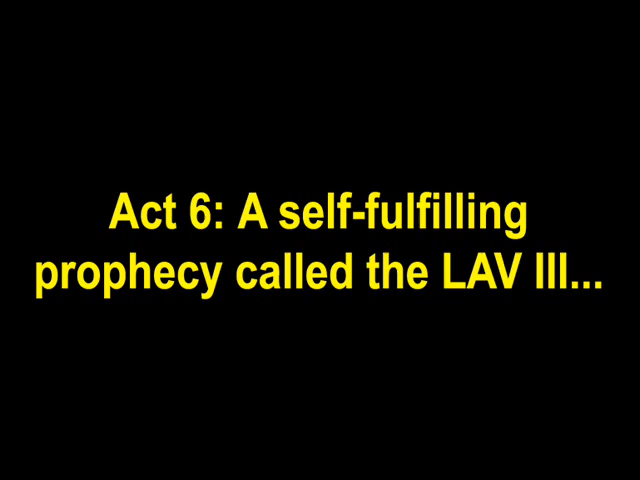 Act 6: A self-fulfilling
prophecy called the LAV III...